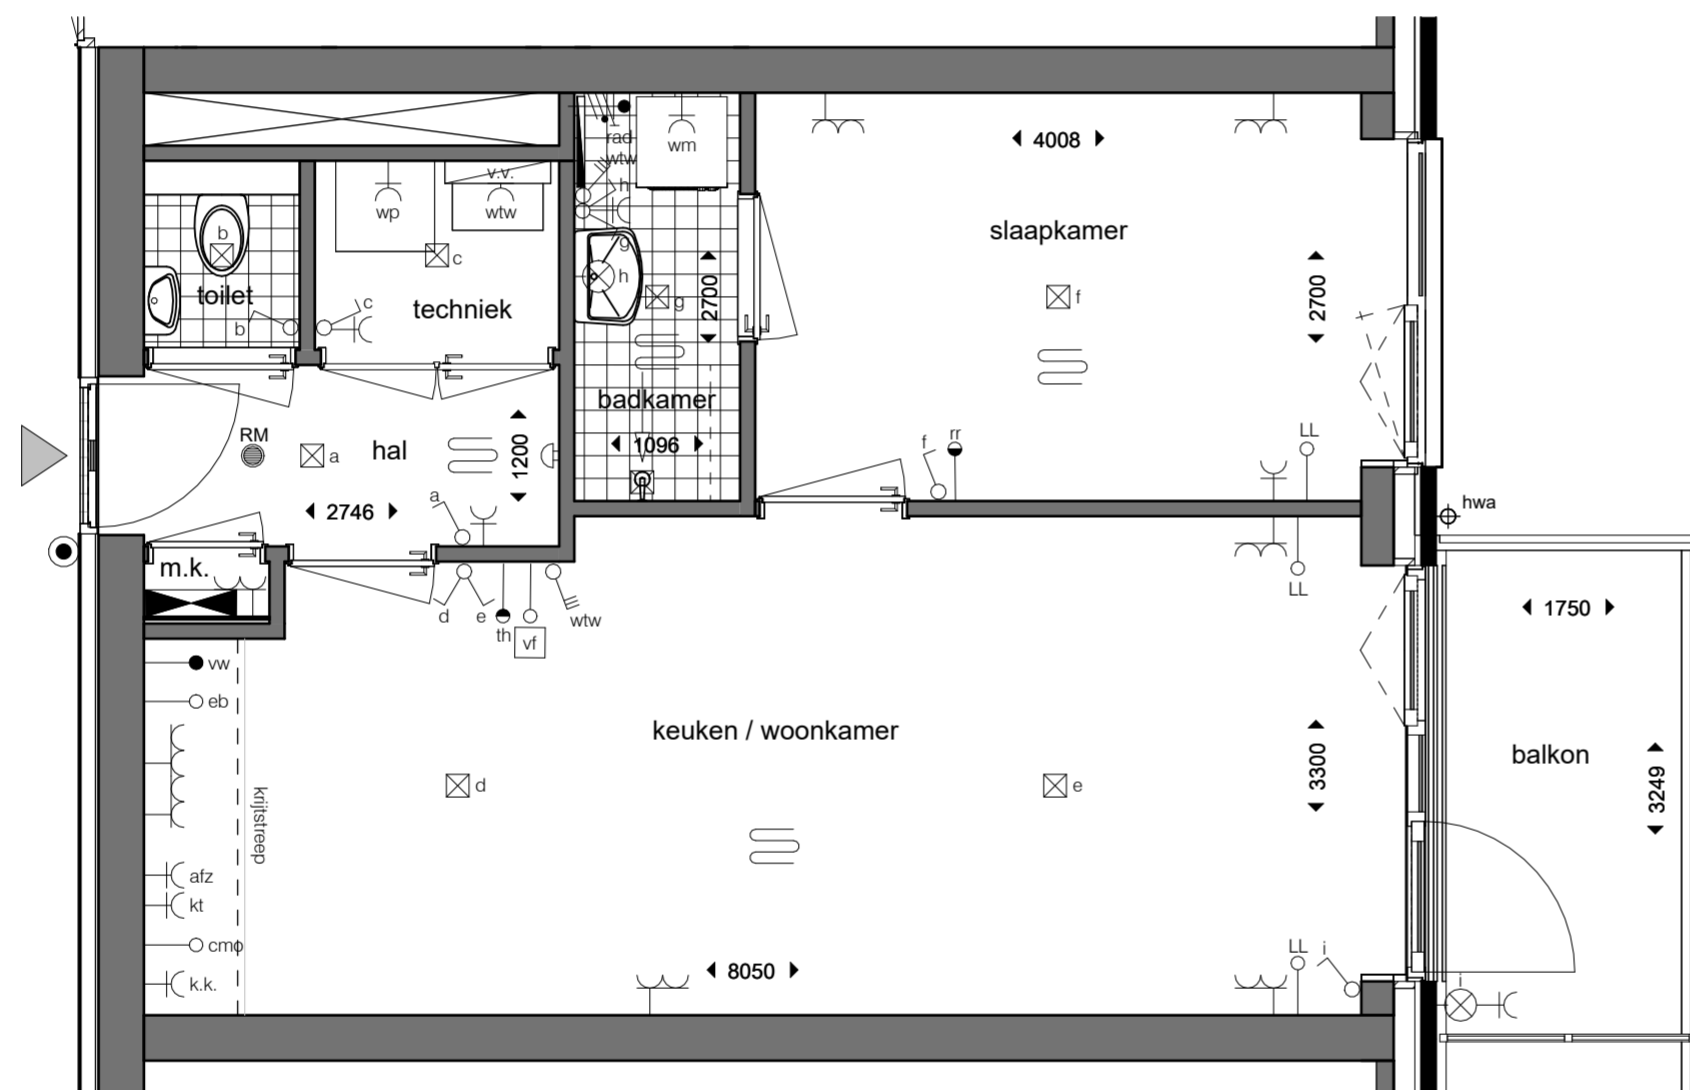 4008
rad
wtw
wm
h
v.v.
wp
wtw
c
b
toilet
b
c
techniek
g
h
g
2700
badkamer
1096
slaapkamer
f
2700
RM
a
hal
1200
2746
a
f
rr
LL
hwa
m.k.
d
e
th
vf
wtw
LL
1750
vw
eb
krijtstreep
afz
kt
cmo
k.k.
keuken / woonkamer
d
e
3300
balkon
3249
8050
LL
i
i